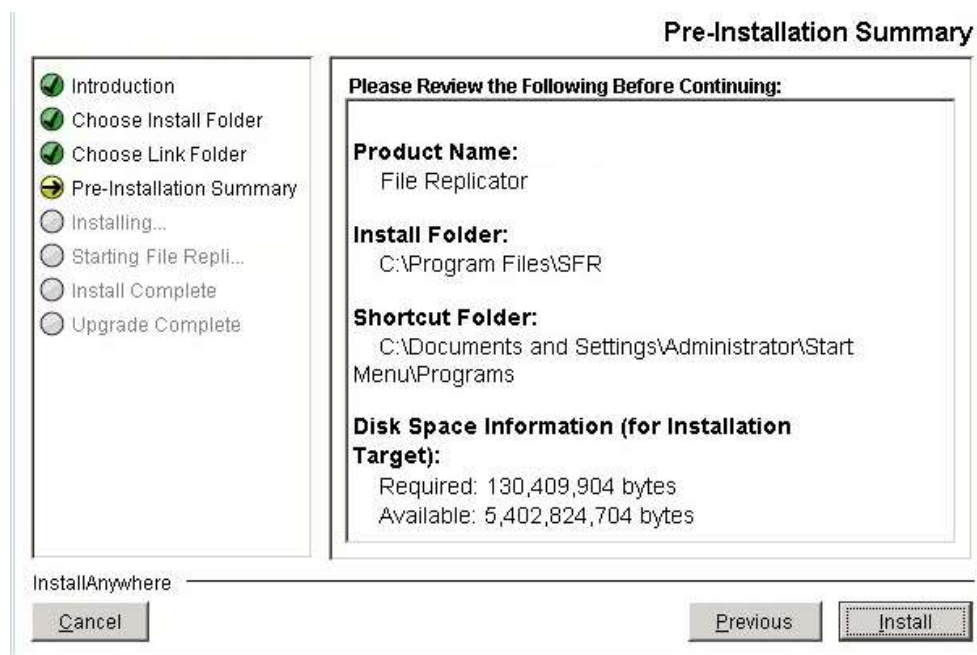 Pre-Installation Summary
Introduction
Choose Install Folder
Choose Link Folder
Pre-Installation Summary
Installing...
Starting File Repli...
Install Complete
Upgrade Complete
Please Review the Following Before Continuing:
Product Name:
File Replicator
Install Folder:
C:\Program Files\SFR
Shortcut Folder:
C:\Documents and Settings\Administrator\Start
Menu\Programs
Disk Space Information (for Installation
Target):
Required: 130,409,904 bytes
Available: 5,402,824,704 bytes
InstallAnywhere
Cancel
Previous
Install